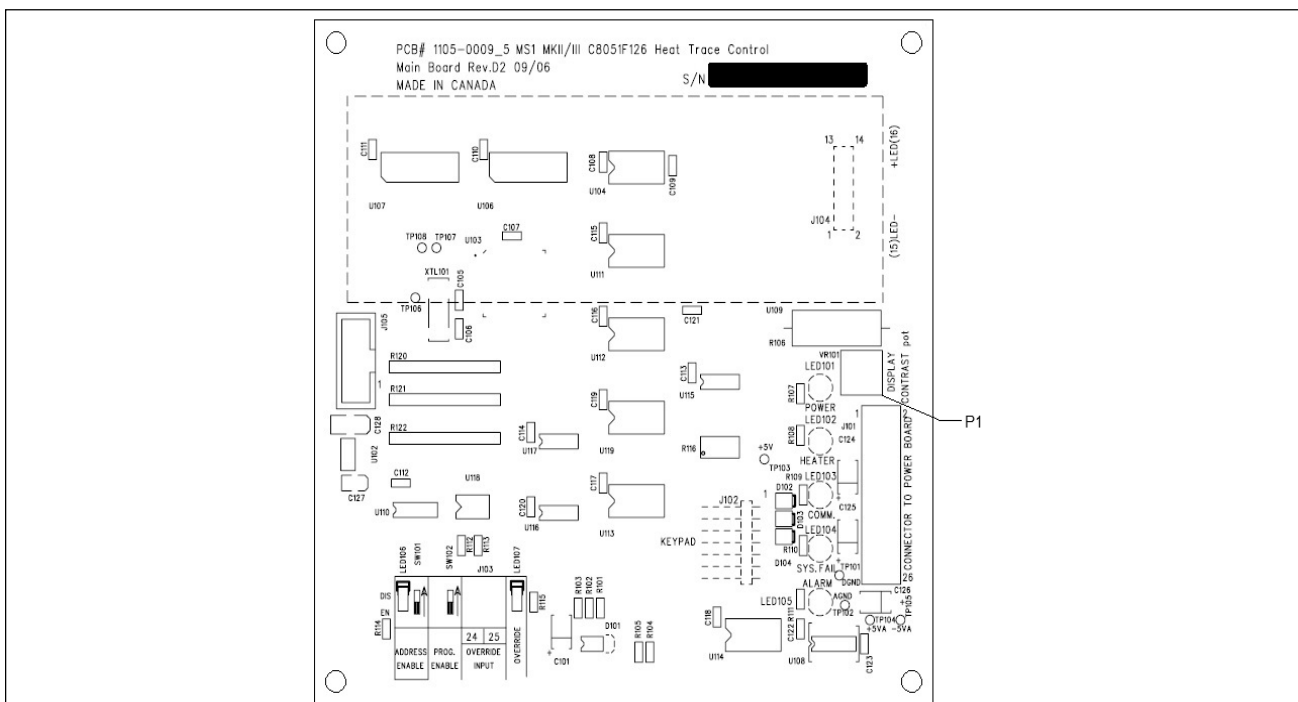 PCB# 1105-0009_5 MS1 MKII/III C8051F126 Heat Trace Control
Main Board Rev.D2 09/06
S/N
MADE IN CANADA
C111
C110
C108
C109
13 14
+LED(16)
U107
U106
U104
J104
1 2
(15)LED-
C107
C115
TP108
TP107
U103
U111
XTL101
C105
TP106
C106
C116
C121
U109
J105
1
R106
U112
R120
VR101
DISPLAY
CONTRAST pot
LED101
C113
R121
C119
U115
R107
POWER
P1
C128
LED102
1
2
J101
R122
C114
U117
R108
C124
U102
U119
R116
+5V
HEATER
TP103
C112
U118
C117
R109
LED103
C127
D102
J102
1
C120
U110
U116
U113
D103
COMM.
+
C125
KEYPAD
LED104
R110
D104
SYS.FAIL
+
TP101
DGND
26
CONNECTOR TO POWER BOARD
LED106
SW101
SW102
R112
R113
J103
LED107
ALARM
C126
DIS
A
A
R115
R103
R102
R101
LED105
AGND
TP102
+
TP105
EN
R114
R111
TP104
+5VA -5VA
C118
C122
D101
24 25
R105
R104
ADDRESS
ENABLE
PROG.
ENABLE
OVERRIDE
INPUT
OVERRIDE
+
C101
U114
U108
C123